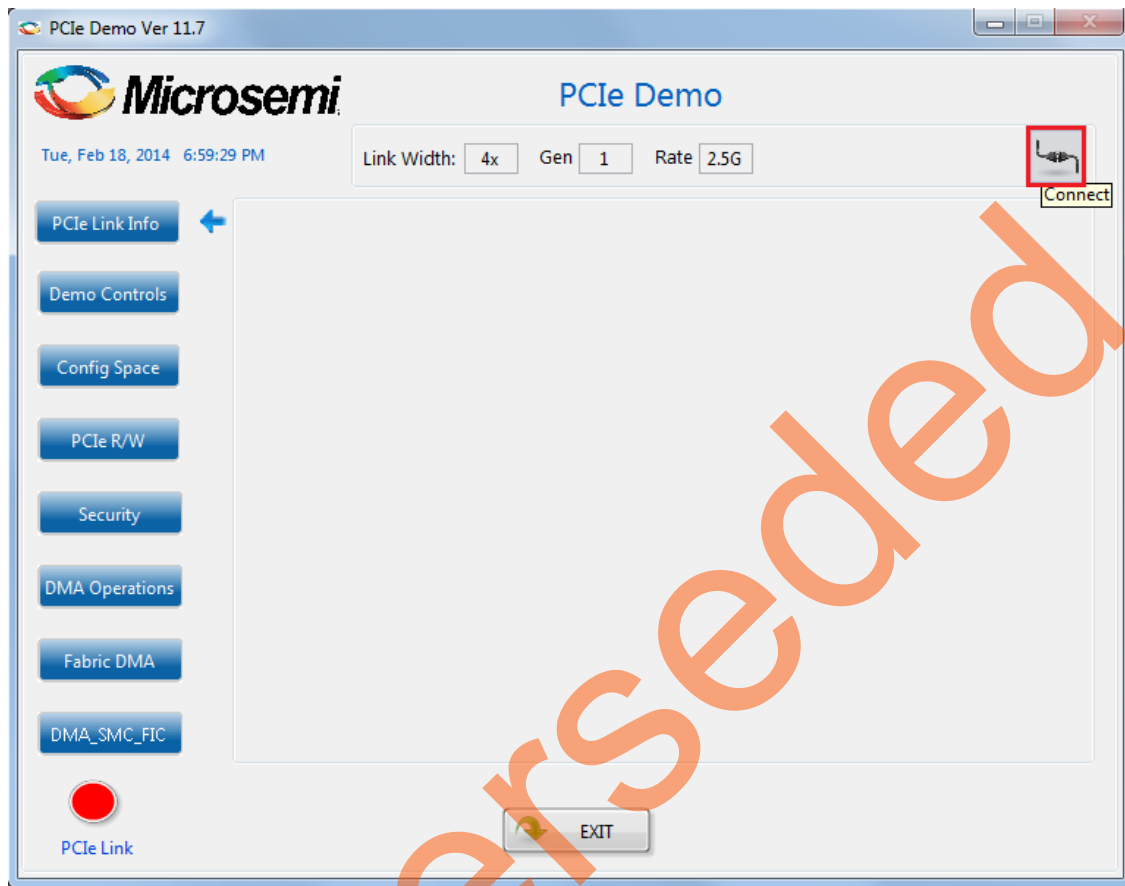 PCIe Demo Ver 11.7
Microsemi
PCIe Demo
Tue, Feb 18, 2014 6:59:29 PM
Link Width: 4x Gen 1 Rate 2.5G
Connect
PCIe Link Info
Demo Controls
Config Space
PCIe R/W
Security
DMA Operations
Fabric DMA
DMA_SMC_FIC
PCIe Link
EXIT
erseded